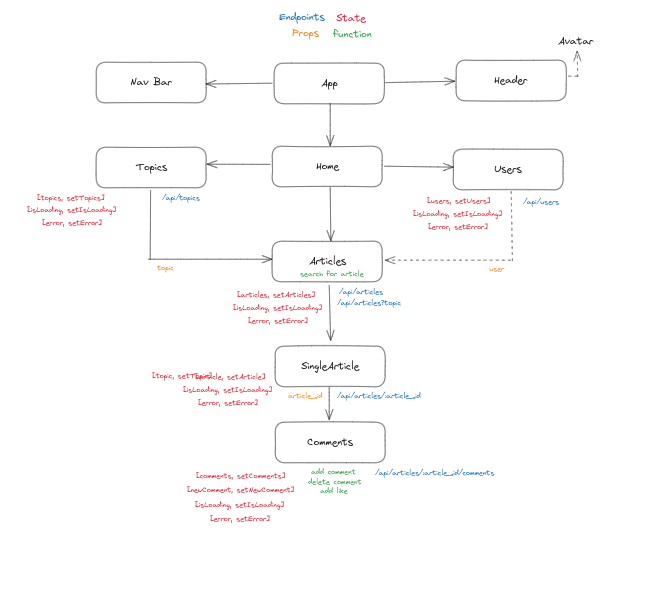 Endpoints State
Props function
Avatar
Nav Bar
App
Header
Topics
Home
Users
[topics, setTopics]
/api/topics
[isLoading, setIsLoading]
[error, setError]
[users, setUsers]
/api/users
[isLoading, setIsLoading]
[error, setError]
Articles
search for article
topic
user
[articles, setArticles]
/api/articles
[isLoading, setIsLoading]
/api/articles?topic
[error, setError]
SingleArticle
[topic, setTopic]
[article, setArticle]
[isLoading, setIsLoading]
[error, setError]
article_id
/api/articles/:article_id
Comments
add comment
delete comment
add like
/api/articles/:article_id/comments
[comments, setComments]
[newComment, setNewComment]
[isLoading, setIsLoading]
[error, setError]